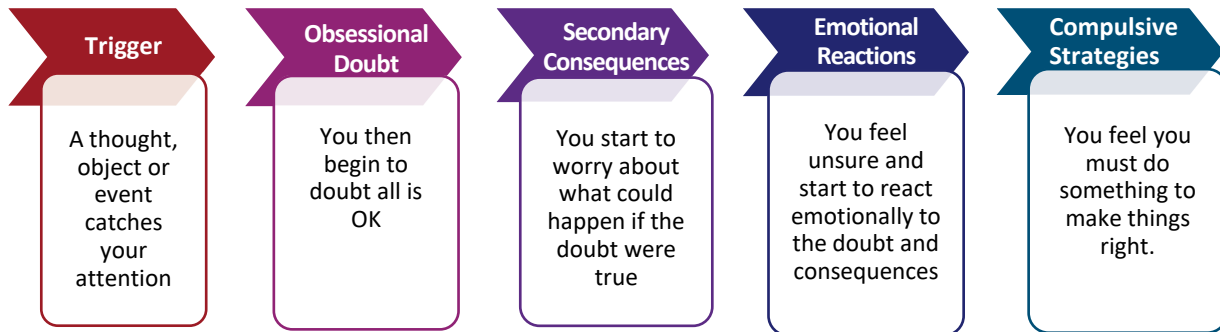 Trigger
A thought,
object or
event
catches
your
attention
Obsessional
Doubt
You then
begin to
doubt all is
OK
Secondary
Consequences
You start to
worry about
what could
happen if the
doubt were
true
Emotional
Reactions
You feel
unsure and
start to react
emotionally to
the doubt and
consequences
Compulsive
Strategies
You feel you
must do
something to
make things
right.